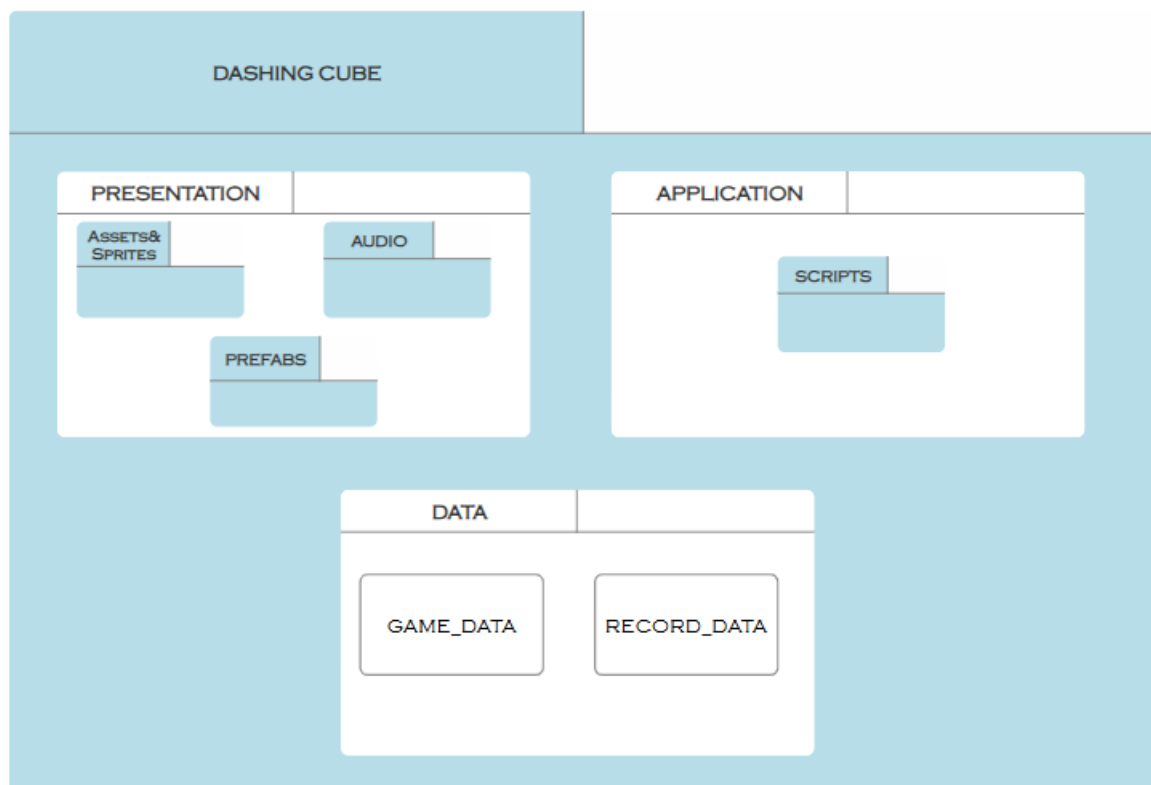 DASHING CUBE
PRESENTATION
ASSETS&
SPRITES
AUDIO
PREFABS
APPLICATION
SCRIPTS
DATA
GAME_DATA
RECORD_DATA